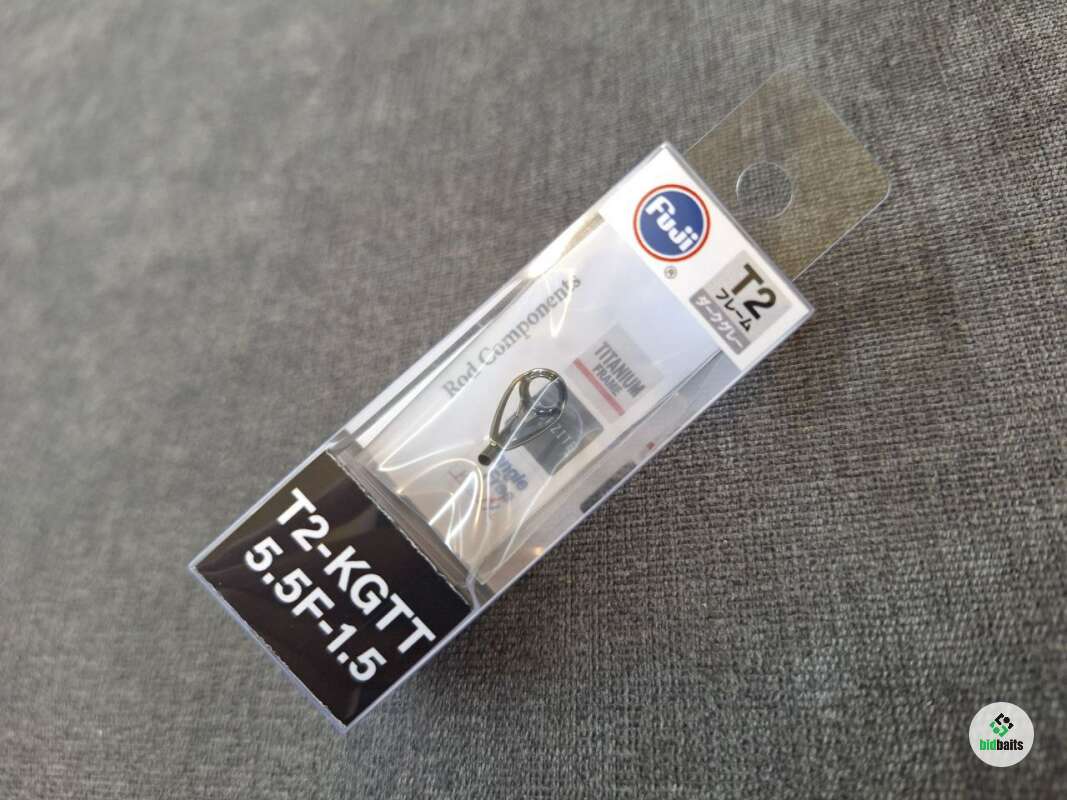 Fuji
®
T2
フレーム
ダークグレー
Rod Components
TITANIUM
FRAME
T2-KGTT
5.5F-1.5
bidbaits